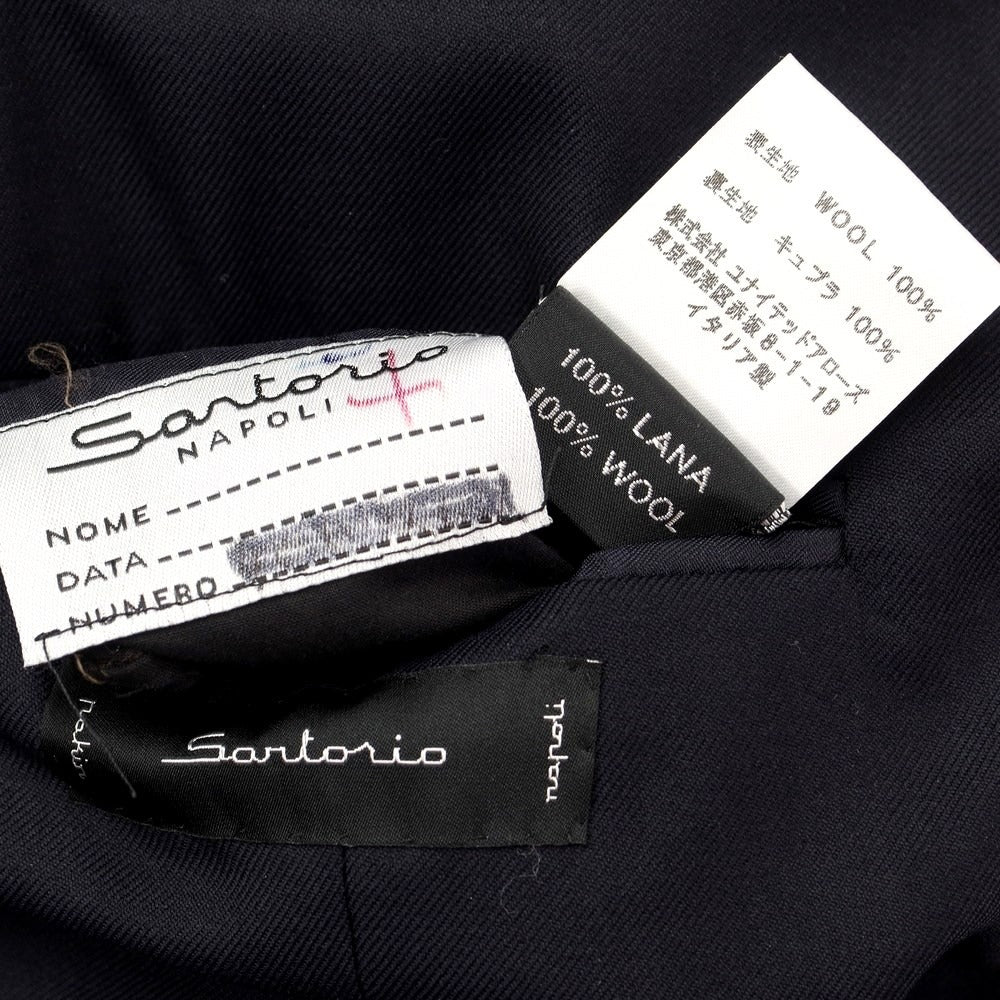 表生地 WOOL 100%
裏生地 キュプラ 100%
株式会社 ユナイテッドアローズ
東京都港区赤坂8-1-19
イタリア製
100% LANA
100% WOOL
Sartorio
NAPOLI
NOME
DATA
NUMERO
Sartorio